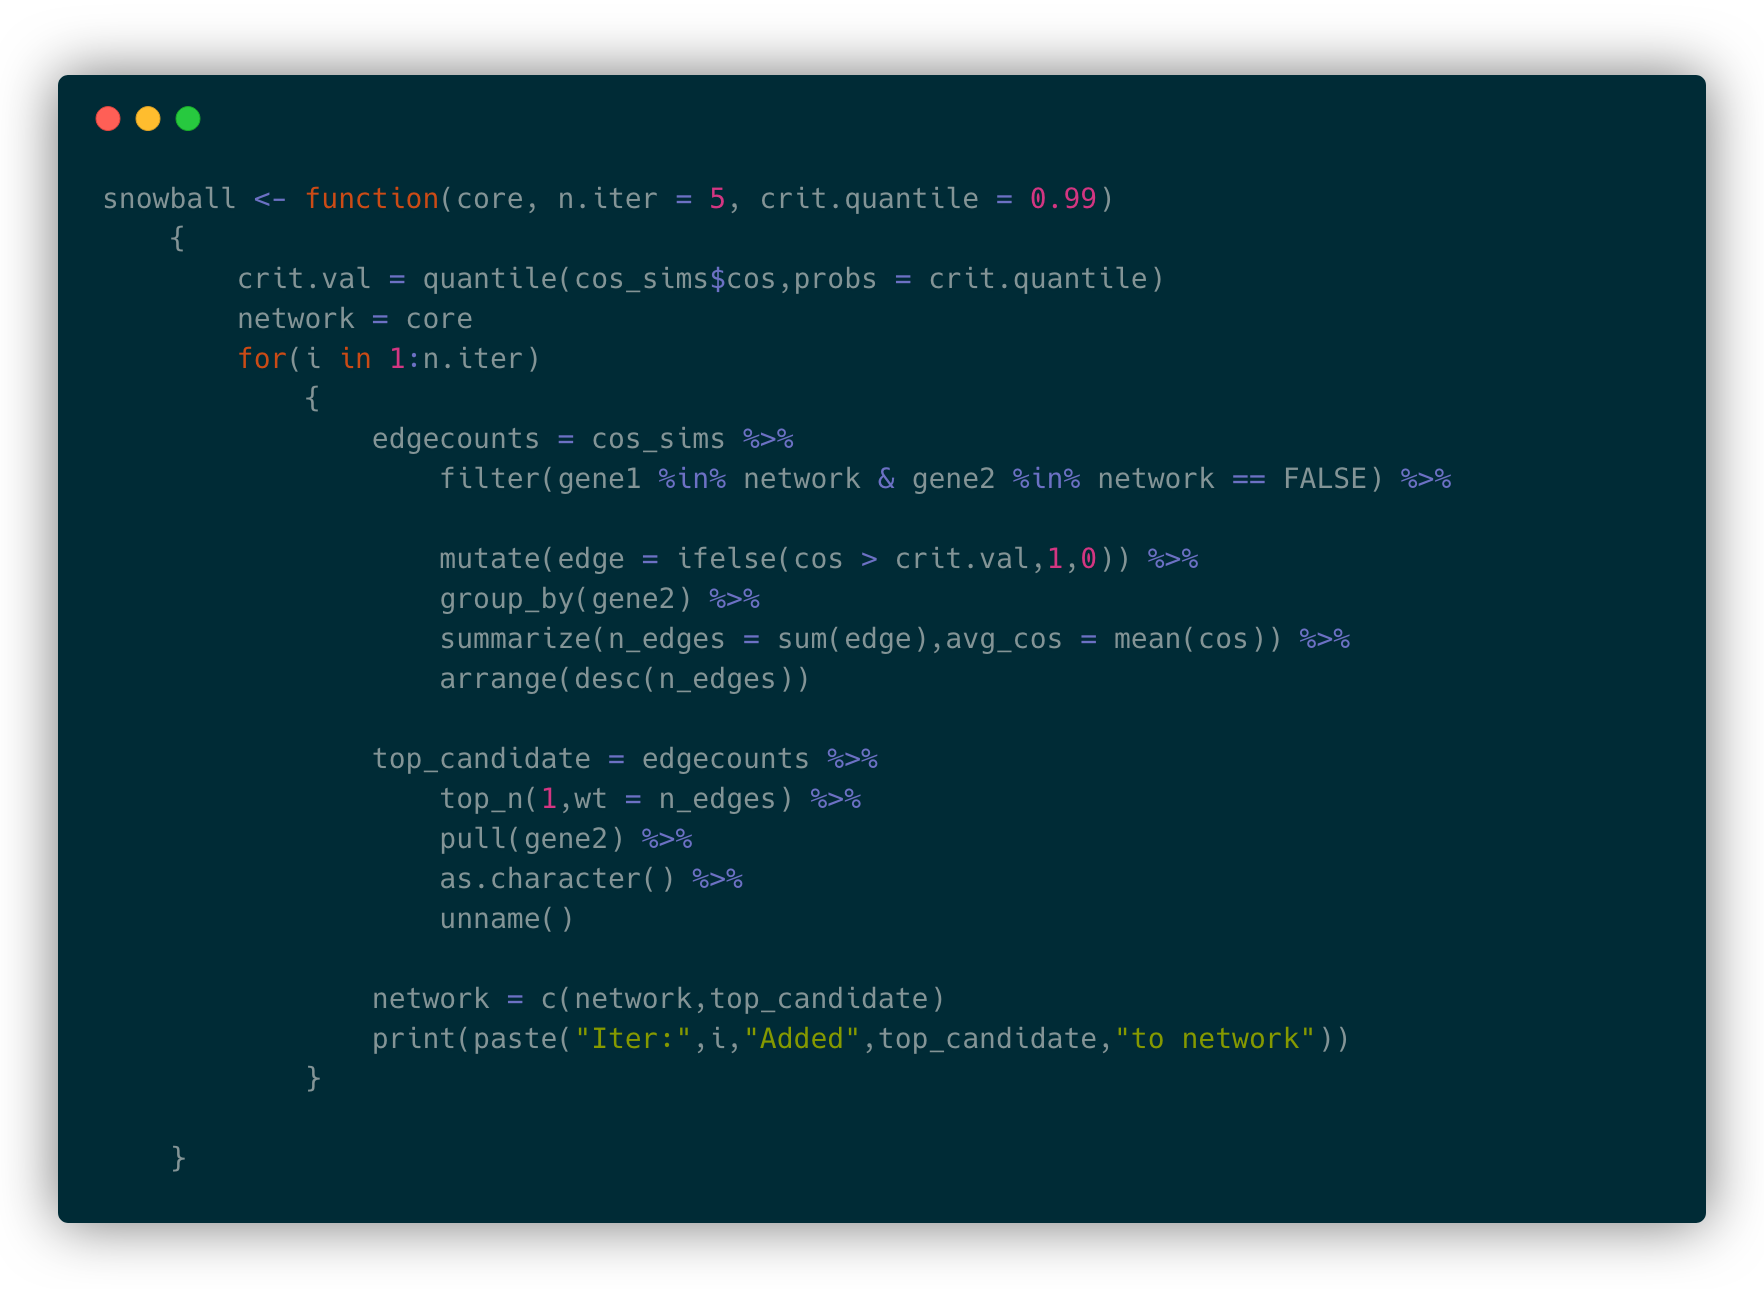 snowball <- function(core, n.iter = 5, crit.quantile = 0.99)
{
crit.val = quantile(cos_sims$cos,probs = crit.quantile)
network = core
for(i in 1:n.iter)
{
edgecounts = cos_sims %>%
filter(gene1 %in% network & gene2 %in% network == FALSE) %>%
mutate(edge = ifelse(cos > crit.val,1,0)) %>%
group_by(gene2) %>%
summarize(n_edges = sum(edge),avg_cos = mean(cos)) %>%
arrange(desc(n_edges))
top_candidate = edgecounts %>%
top_n(1,wt = n_edges) %>%
pull(gene2) %>%
as.character() %>%
unname()
network = c(network,top_candidate)
print(paste("Iter:",i,"Added",top_candidate,"to network"))
}
}